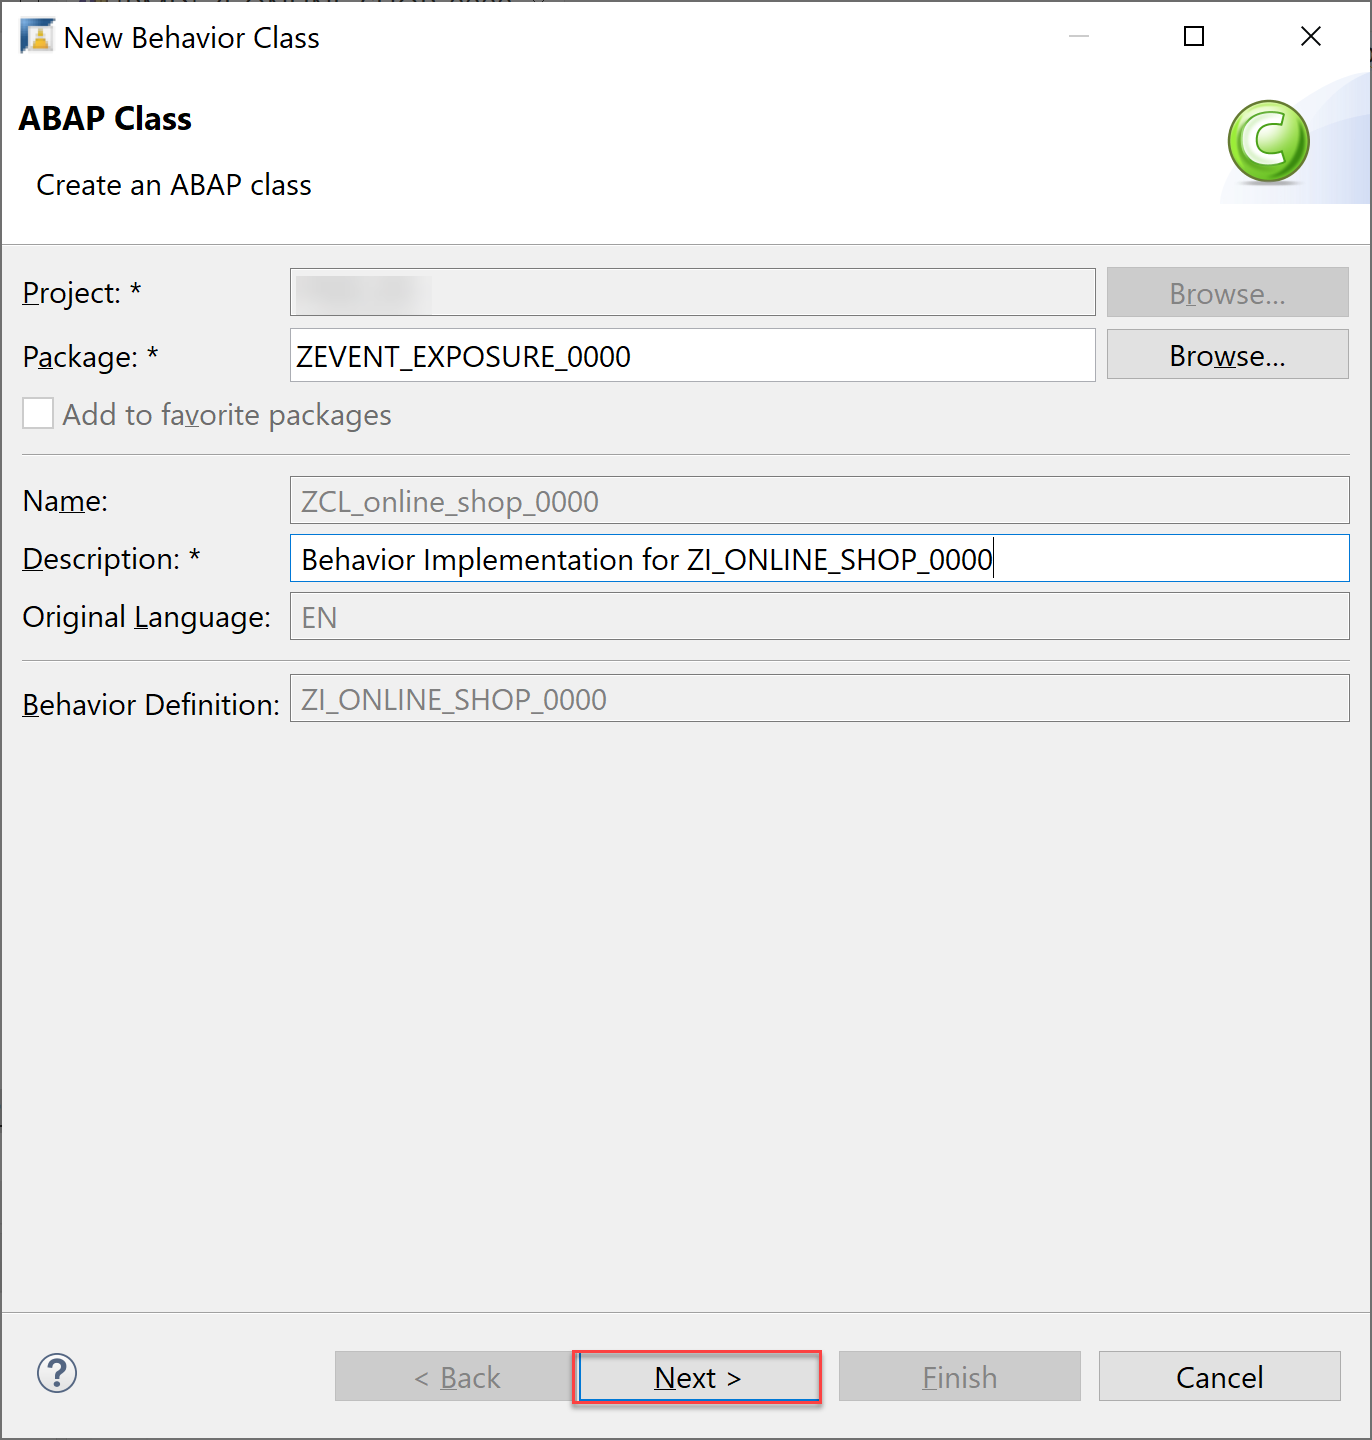 New Behavior Class
ABAP Class
Create an ABAP class
Project: *
Browse...
Package: *
ZEVENT_EXPOSURE_0000
Browse...
Add to favorite packages
Name:
ZCL_online_shop_0000
Description: *
Behavior Implementation for ZI_ONLINE_SHOP_0000
Original Language:
EN
Behavior Definition:
ZI_ONLINE_SHOP_0000
< Back
Next >
Finish
Cancel